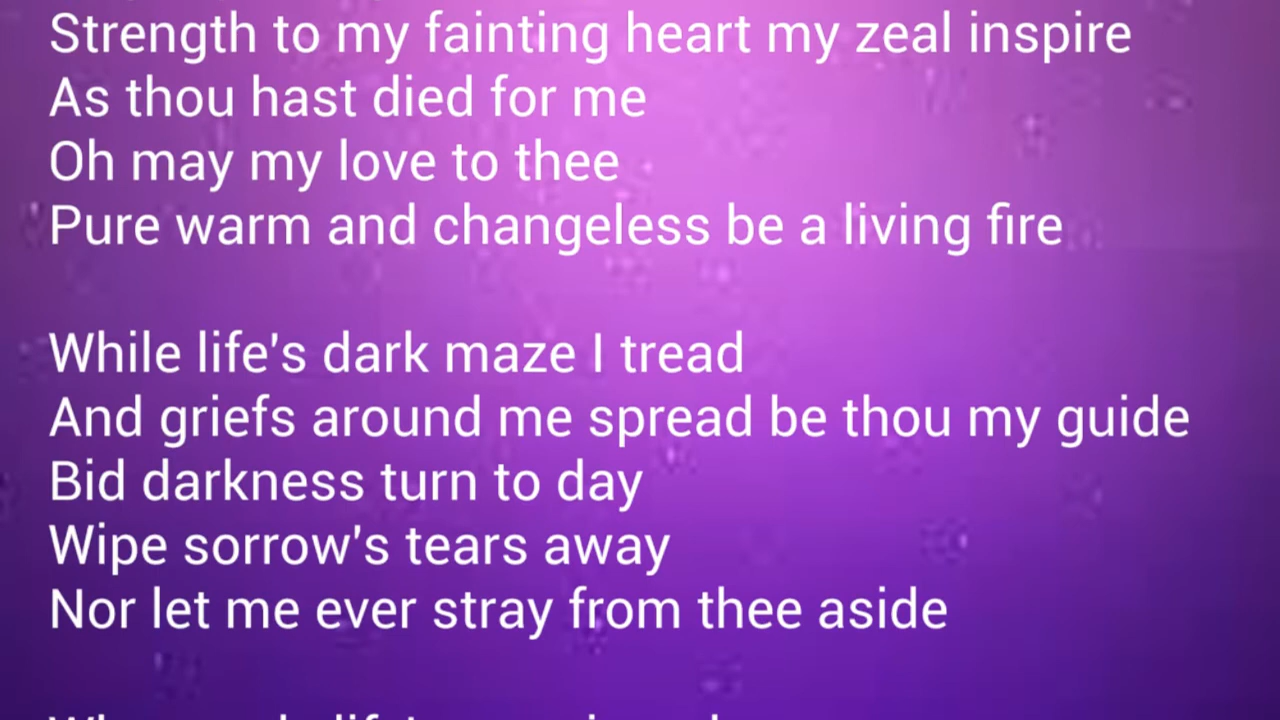 Strength to my fainting heart my zeal inspire
As thou hast died for me
Oh may my love to thee
Pure warm and changeless be a living fire
While life's dark maze I tread
And griefs around me spread be thou my guide
Bid darkness turn to day
Wipe sorrow's tears away
Nor let me ever stray from thee aside